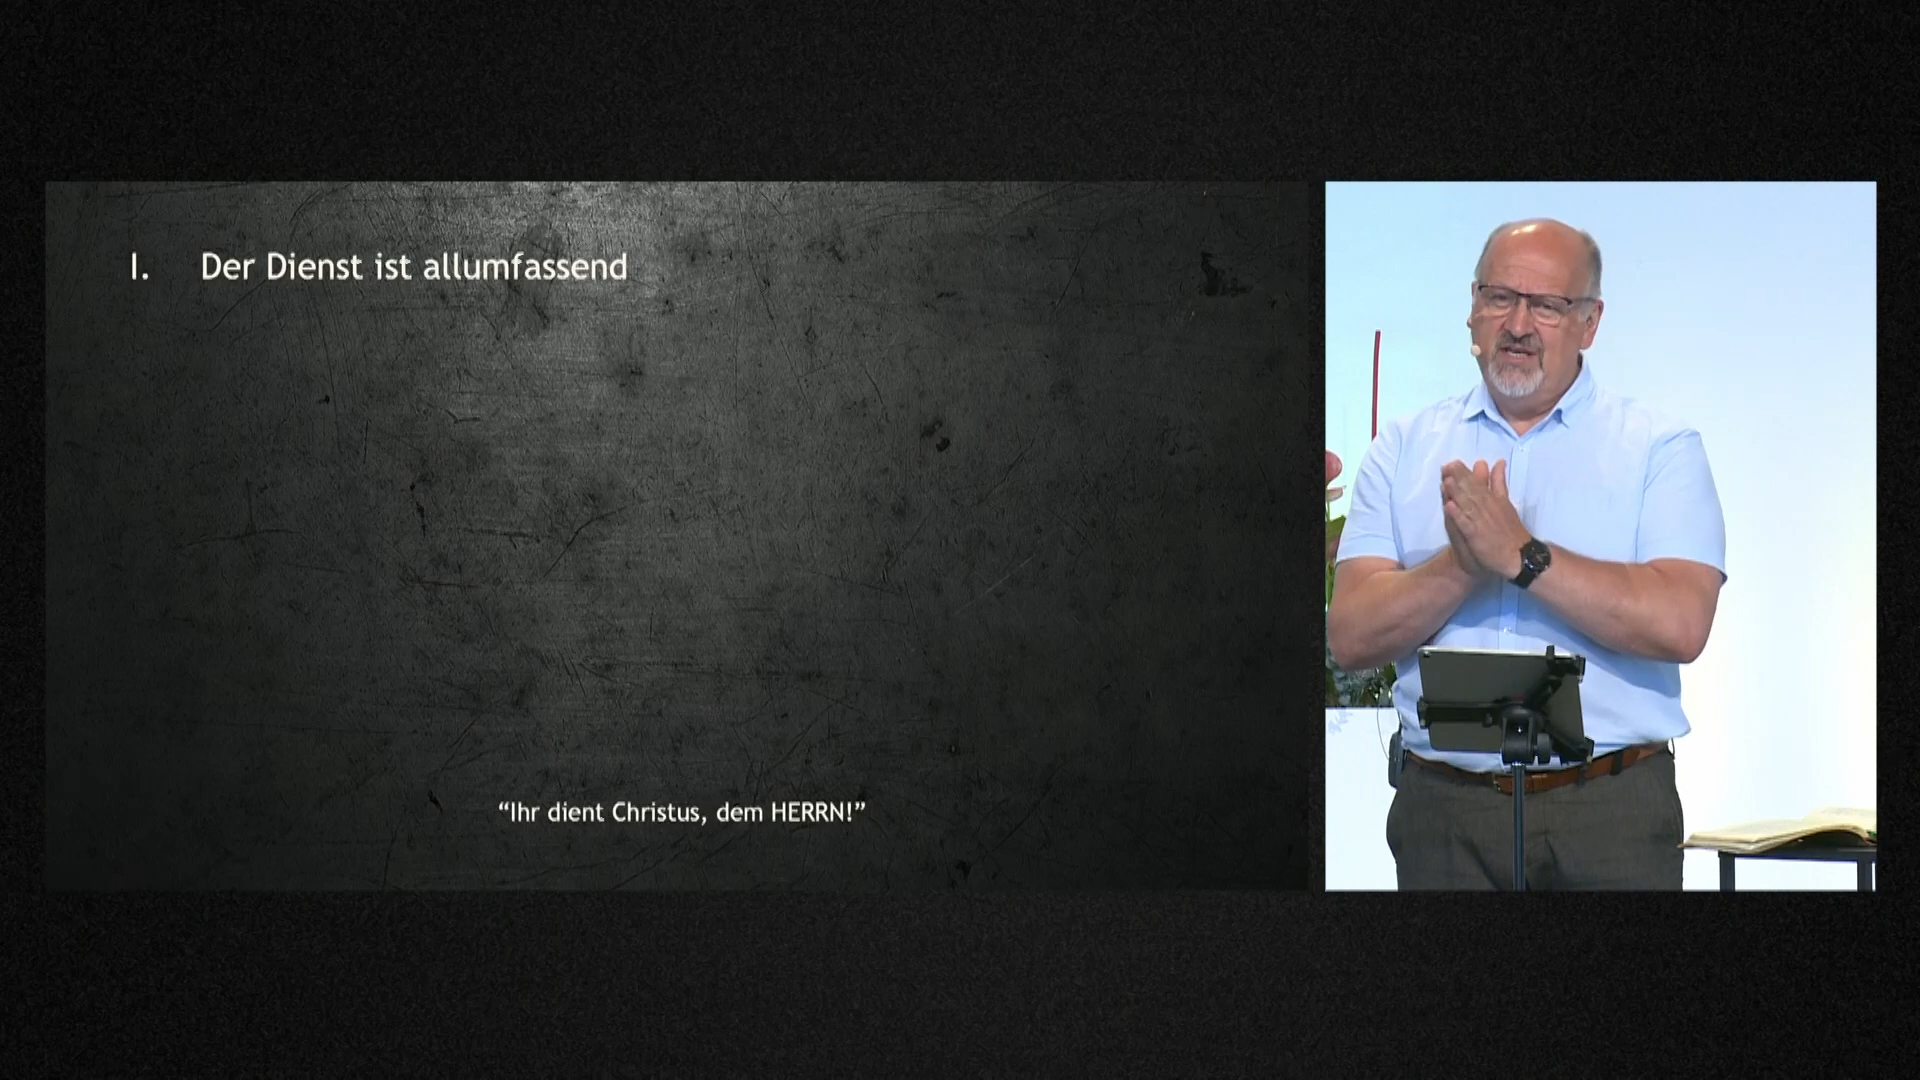 I. Der Dienst ist allumfassend
“Ihr dient Christus, dem HERRN!”